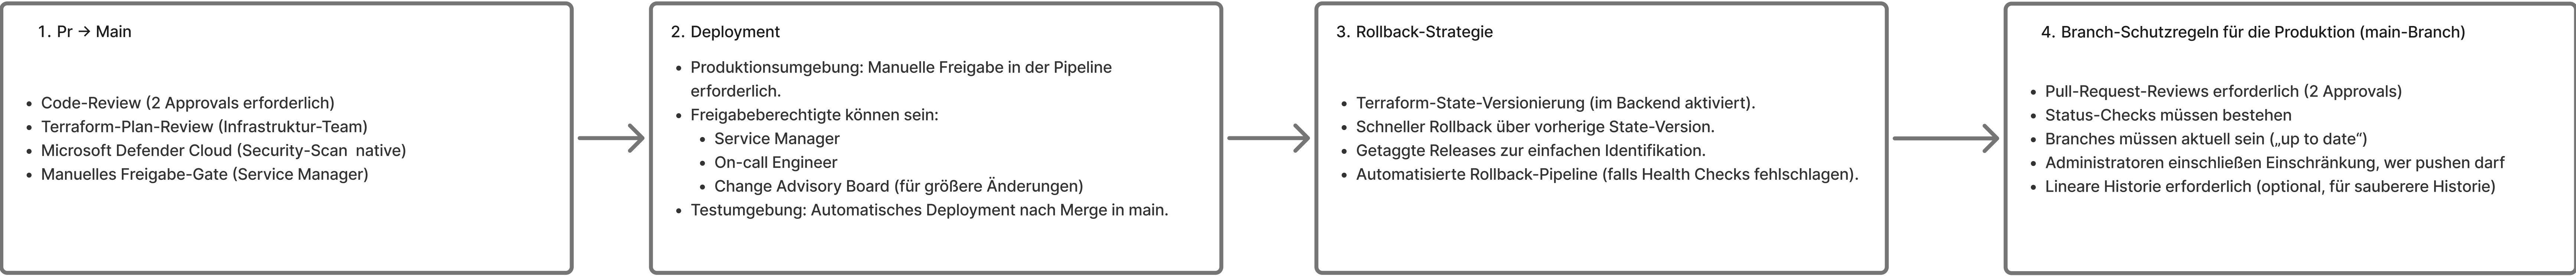 1. Pr → Main
• Code-Review (2 Approvals erforderlich)
• Terraform-Plan-Review (Infrastruktur-Team)
• Microsoft Defender Cloud (Security-Scan  native)
• Manuelles Freigabe-Gate (Service Manager)
2. Deployment
• Produktionsumgebung: Manuelle Freigabe in der Pipeline
erforderlich.
• Freigabeberechtigte können sein:
• Service Manager
• On-call Engineer
• Change Advisory Board (für größere Änderungen)
• Testumgebung: Automatisches Deployment nach Merge in main.
3. Rollback-Strategie
• Terraform-State-Versionierung (im Backend aktiviert).
• Schneller Rollback über vorherige State-Version.
• Getaggte Releases zur einfachen Identifikation.
• Automatisierte Rollback-Pipeline (falls Health Checks fehlschlagen).
4. Branch-Schutzregeln für die Produktion (main-Branch)
• Pull-Request-Reviews erforderlich (2 Approvals)
• Status-Checks müssen bestehen
• Branches müssen aktuell sein („up to date“)
• Administratoren einschließen Einschränkung, wer pushen darf
• Lineare Historie erforderlich (optional, für sauberere Historie)